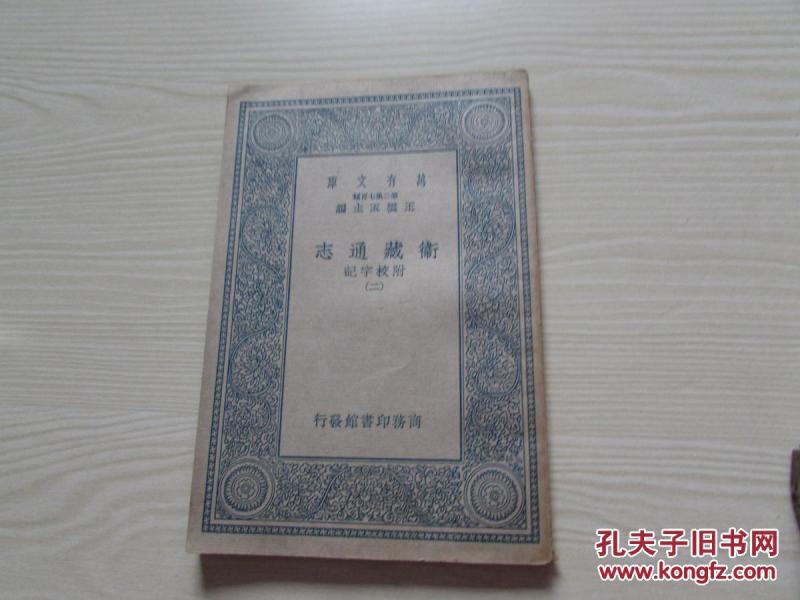 萬有文庫
第二集七百種
王雲五主編
衛藏通志
附校字記
(二)
商務印書館發行
孔夫子旧书网
www.kongfz.com